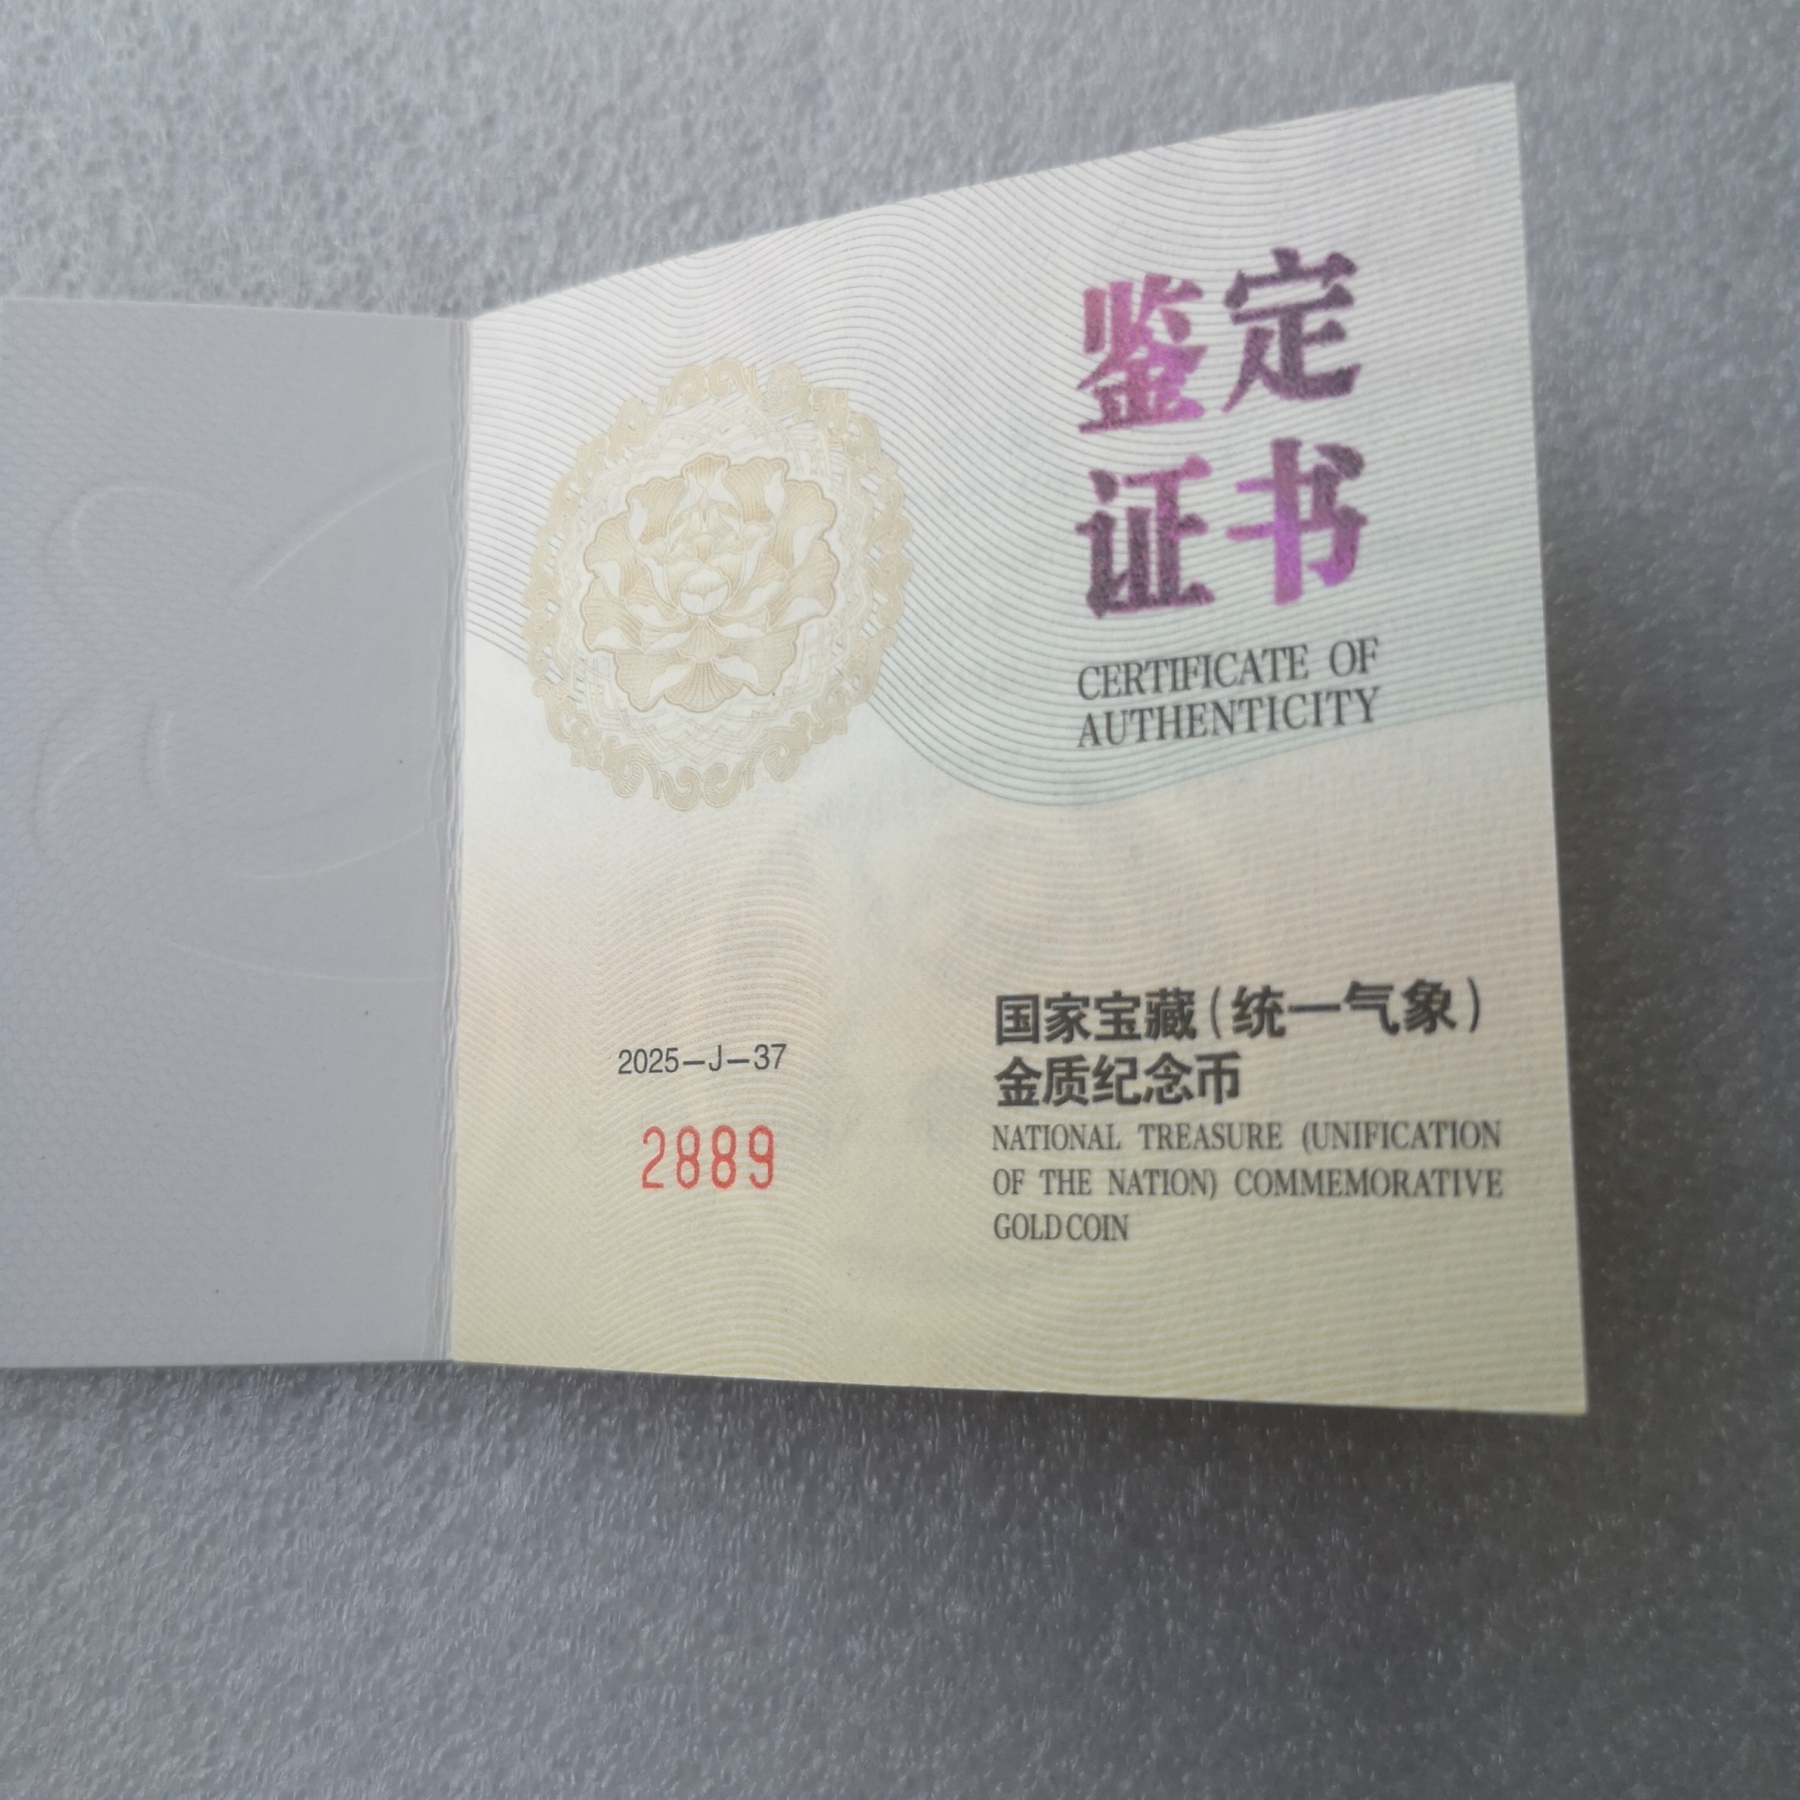 鉴定
证书
CERTIFICATE OF
AUTHENTICITY
2025-J-37
2889
国家宝藏(统一气象)
金质纪念币
NATIONAL TREASURE (UNIFICATION
OF THE NATION) COMMEMORATIVE
GOLD COIN